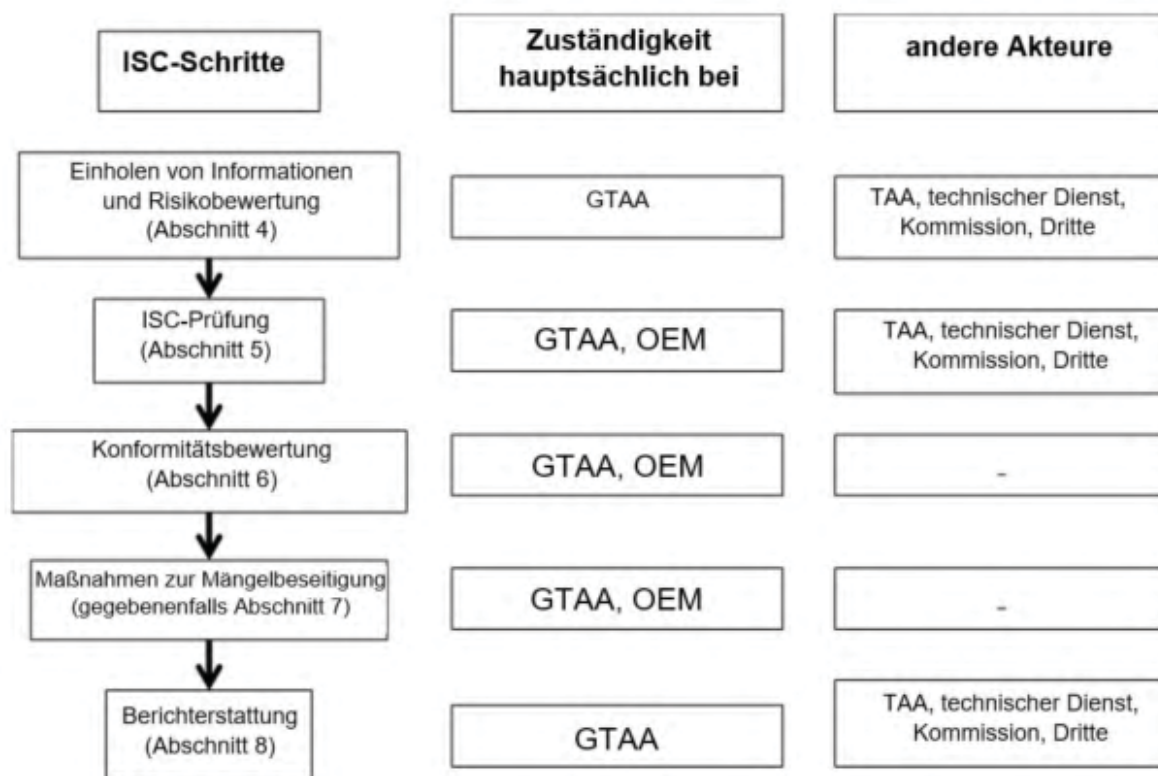 ISC-Schritte
Zuständigkeit
hauptsächlich bei
andere Akteure
Einholen von Informationen
und Risikobewertung
(Abschnitt 4)
GTAA
TAA, technischer Dienst,
Kommission, Dritte
ISC-Prüfung
(Abschnitt 5)
GTAA, OEM
TAA, technischer Dienst,
Kommission, Dritte
Konformitätsbewertung
(Abschnitt 6)
GTAA, OEM
-
Maßnahmen zur Mängelbeseitigung
(gegebenenfalls Abschnitt 7)
GTAA, OEM
-
Berichterstattung
(Abschnitt 8)
GTAA
TAA, technischer Dienst,
Kommission, Dritte